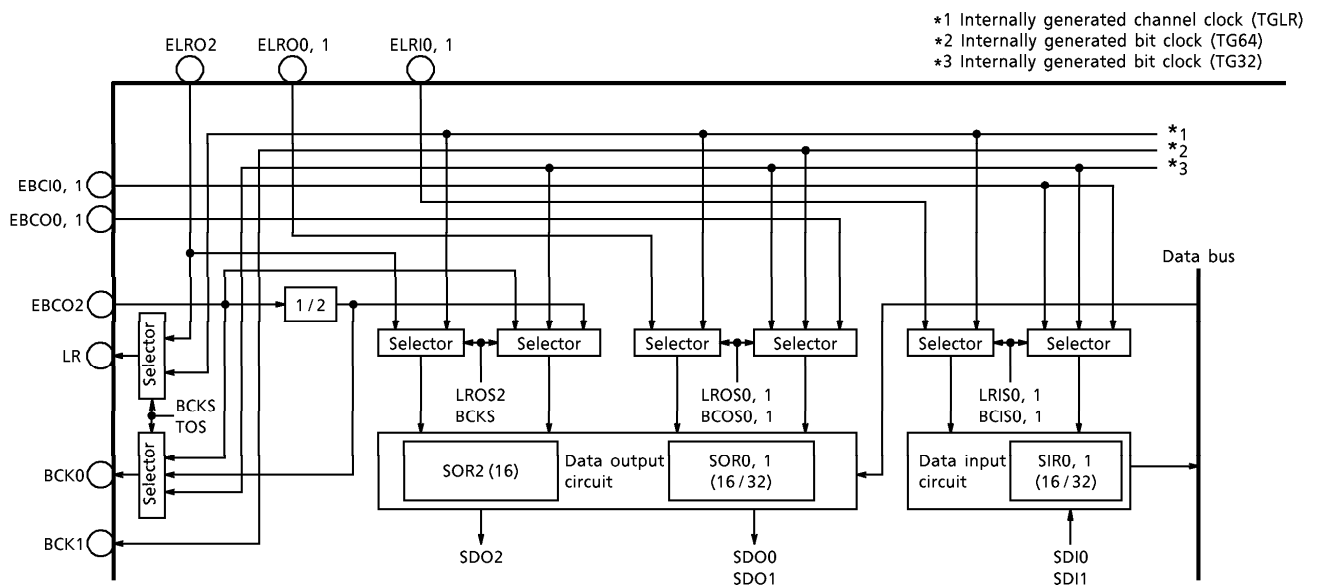 ELRO2 ELRO0, 1 ELRI0, 1
*1 Internally generated channel clock (TGLR)
*2 Internally generated bit clock (TG64)
*3 Internally generated bit clock (TG32)
*1
*2
*3
EBCI0, 1
EBCO0, 1
Data bus
EBCO2
1/2
Selector
Selector
Selector
Selector
Selector
Selector
Selector
LR
LROS2
BCKS
LROS0, 1
BCOS0, 1
LRIS0, 1
BCIS0, 1
BCKS
TOS
Selector
BCK0
SOR2 (16)
Data output
circuit
SOR0, 1
(16/32)
Data input
circuit
SIR0, 1
(16/32)
BCK1
SDO2
SDO0
SDO1
SDI0
SDI1